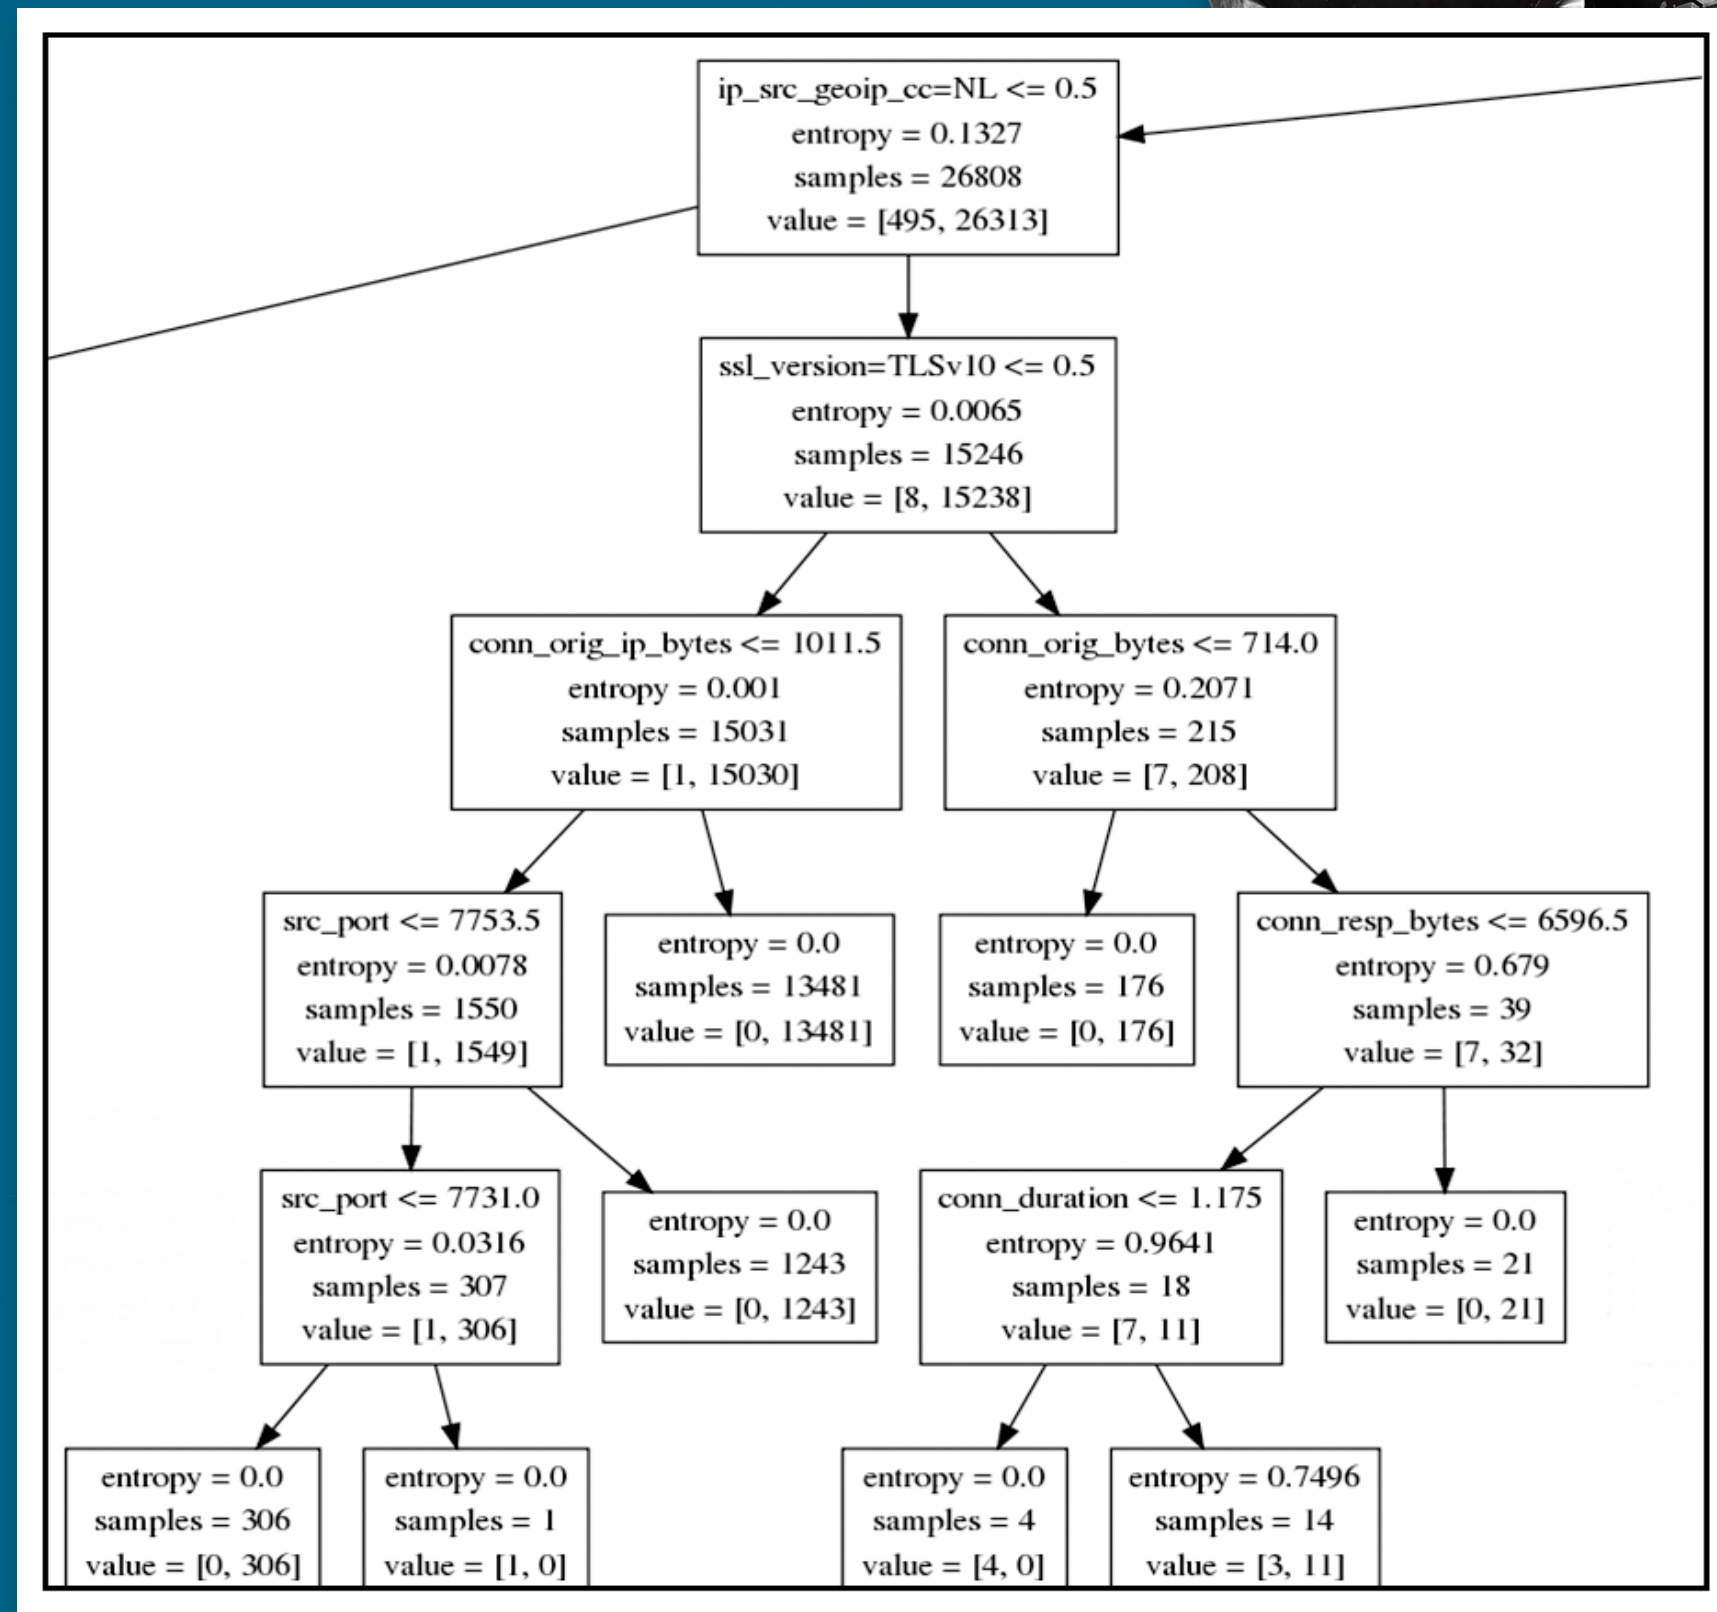 ip_src_geoip_cc=NL <= 0.5
entropy = 0.1327
samples = 26808
value = [495, 26313]
ssl_version=TLSv10 <= 0.5
entropy = 0.0065
samples = 15246
value = [8, 15238]
conn_orig_ip_bytes <= 1011.5
entropy = 0.001
samples = 15031
value = [1, 15030]
conn_orig_bytes <= 714.0
entropy = 0.2071
samples = 215
value = [7, 208]
src_port <= 7753.5
entropy = 0.0078
samples = 1550
value = [1, 1549]
entropy = 0.0
samples = 13481
value = [0, 13481]
entropy = 0.0
samples = 176
value = [0, 176]
conn_resp_bytes <= 6596.5
entropy = 0.679
samples = 39
value = [7, 32]
src_port <= 7731.0
entropy = 0.0316
samples = 307
value = [1, 306]
entropy = 0.0
samples = 1243
value = [0, 1243]
conn_duration <= 1.175
entropy = 0.9641
samples = 18
value = [7, 11]
entropy = 0.0
samples = 21
value = [0, 21]
entropy = 0.0
samples = 306
value = [0, 306]
entropy = 0.0
samples = 1
value = [1, 0]
entropy = 0.0
samples = 4
value = [4, 0]
entropy = 0.7496
samples = 14
value = [3, 11]